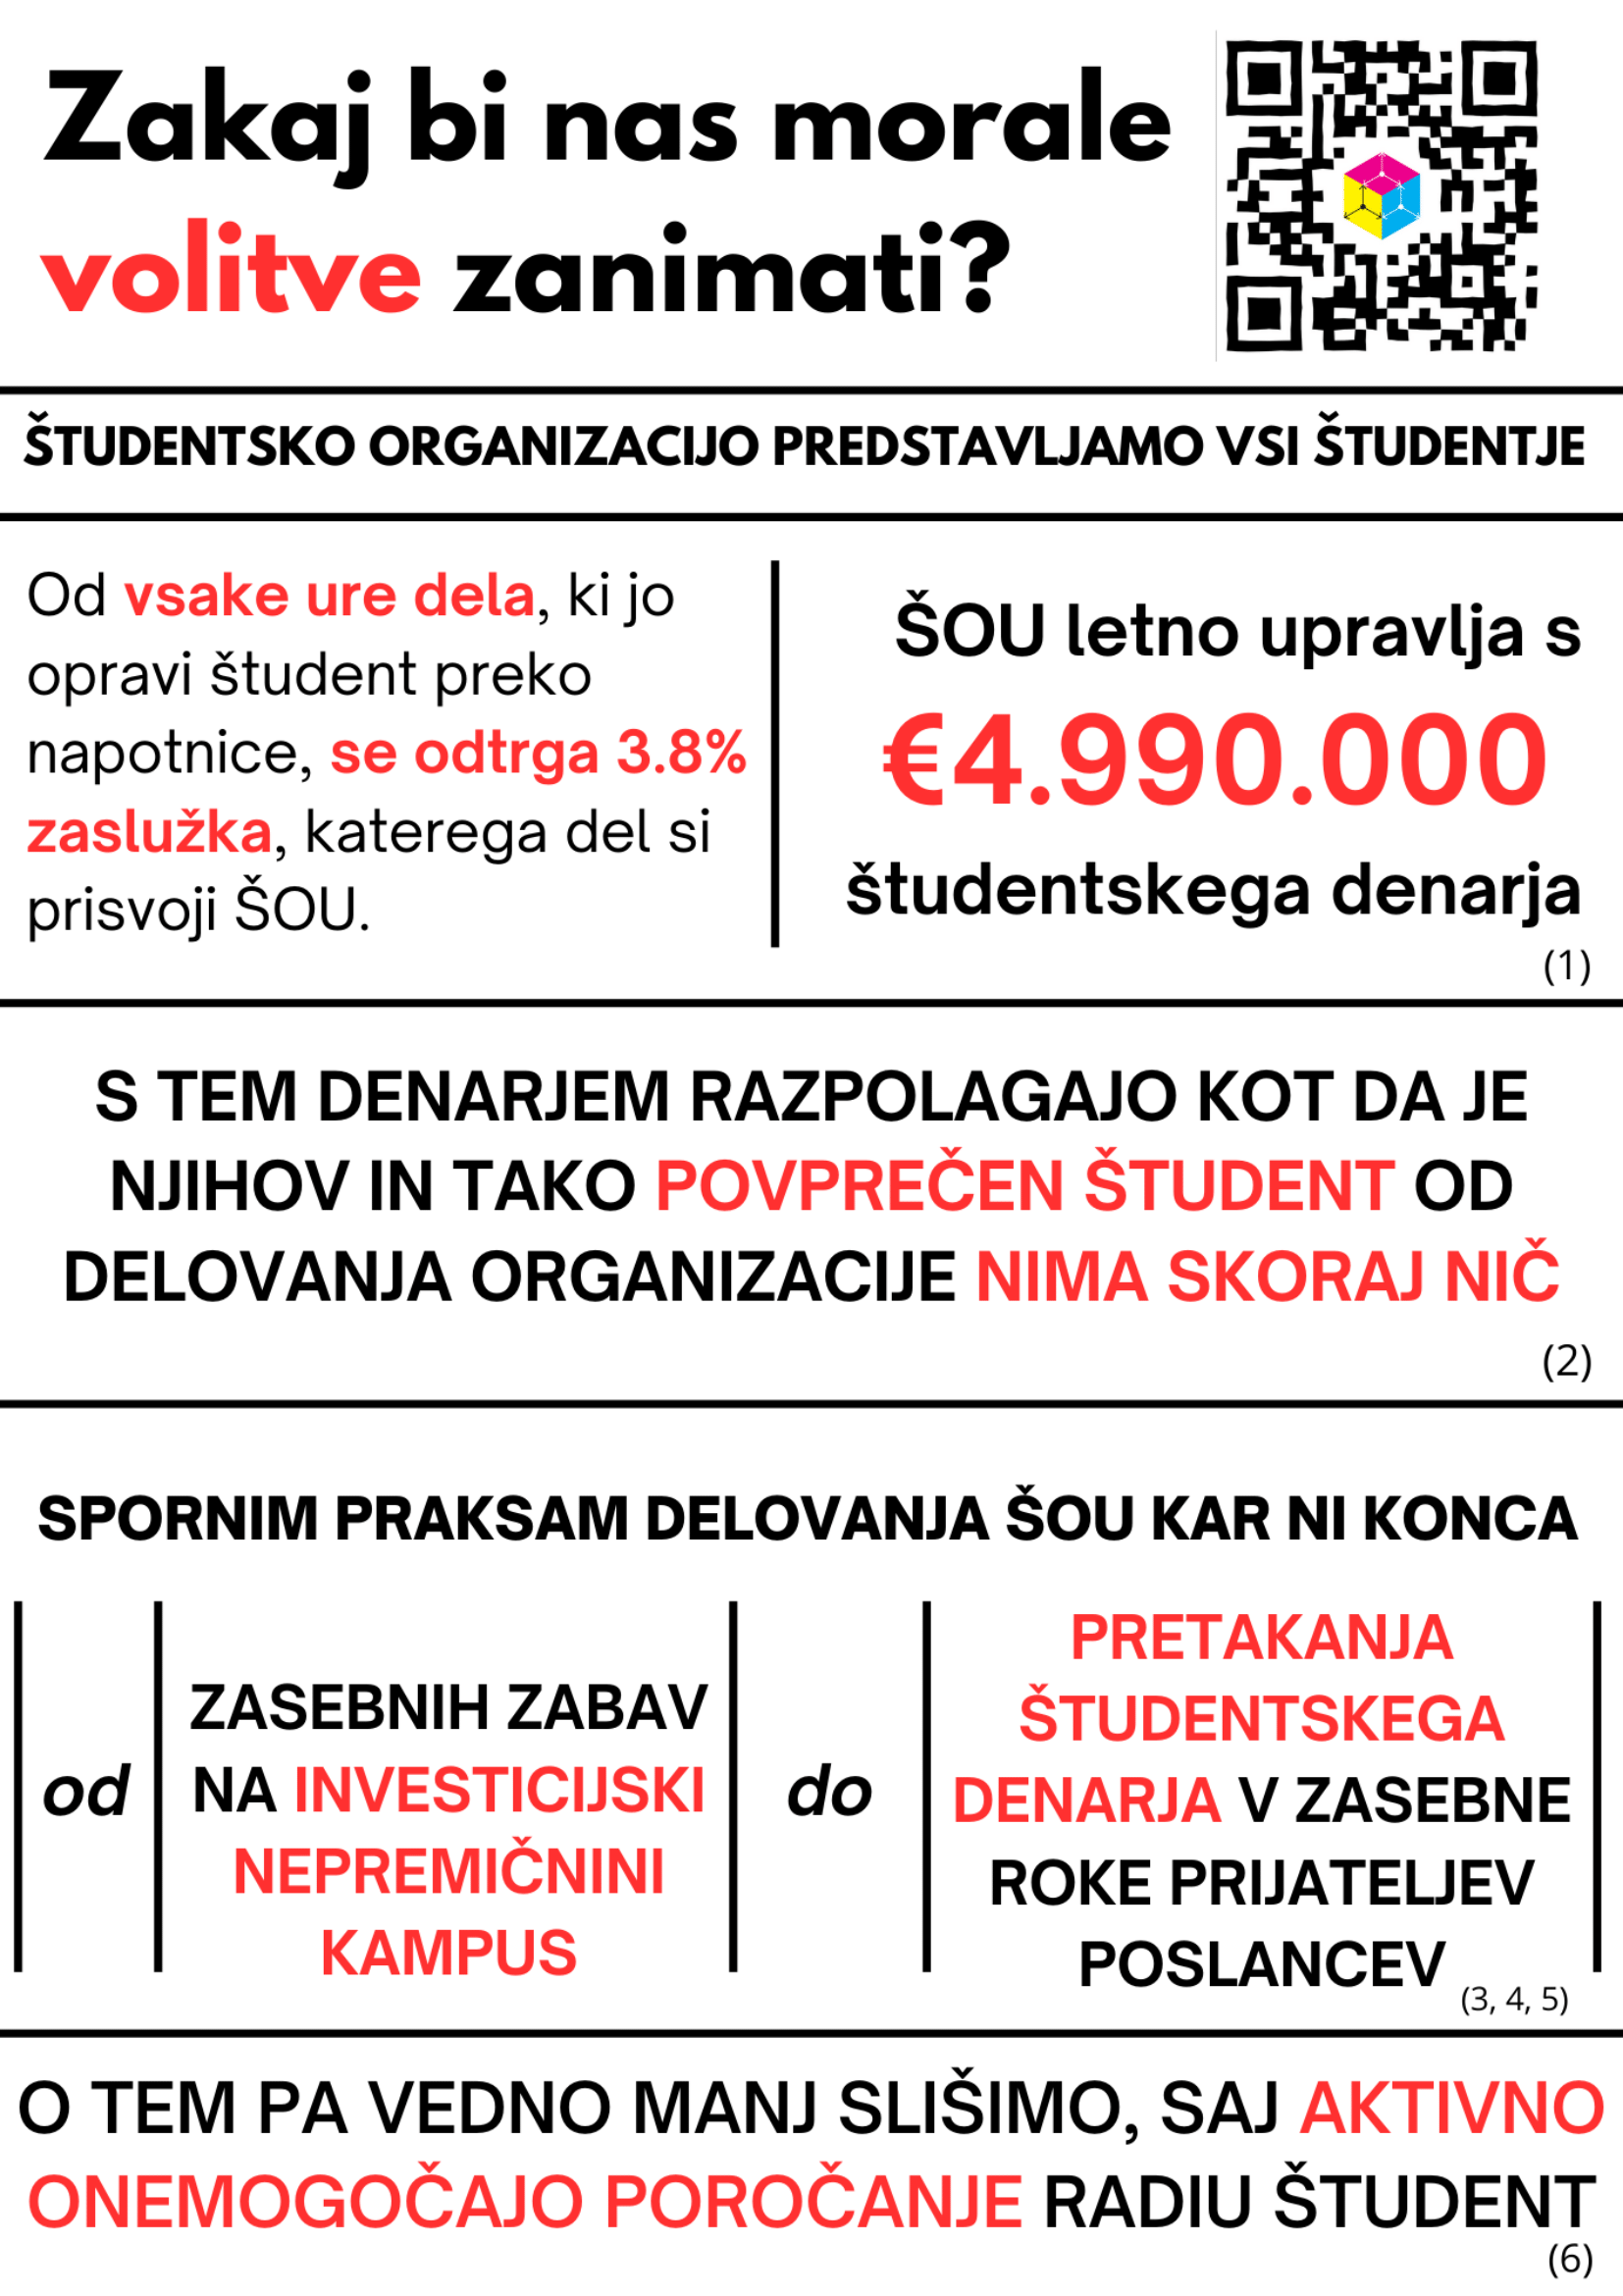 Zakaj bi nas morale
volitve zanimati?
ŠTUDENTSKO ORGANIZACIJO PREDSTAVLJAMO VSI ŠTUDENTJE
Od vsake ure dela, ki jo
opravi študent preko
napotnice, se odtrga 3.8%
zaslužka, katerega del si
prisvoji ŠOU.
ŠOU letno upravlja s
€4.990.000
študentskega denarja
(1)
S TEM DENARJEM RAZPOLAGAJO KOT DA JE
NJIHOV IN TAKO POVPREČEN ŠTUDENT OD
DELOVANJA ORGANIZACIJE NIMA SKORAJ NIČ
(2)
SPORNIM PRAKSAM DELOVANJA ŠOU KAR NI KONCA
od
ZASEBNIH ZABAV
NA INVESTICIJSKI
NEPREMIČNINI
KAMPUS
do
PRETAKANJA
ŠTUDENTSKEGA
DENARJA V ZASEBNE
ROKE PRIJATELJEV
POSLANCEV
(3, 4, 5)
O TEM PA VEDNO MANJ SLIŠIMO, SAJ AKTIVNO
ONEMOGOČAJO POROČANJE RADIU ŠTUDENT
(6)